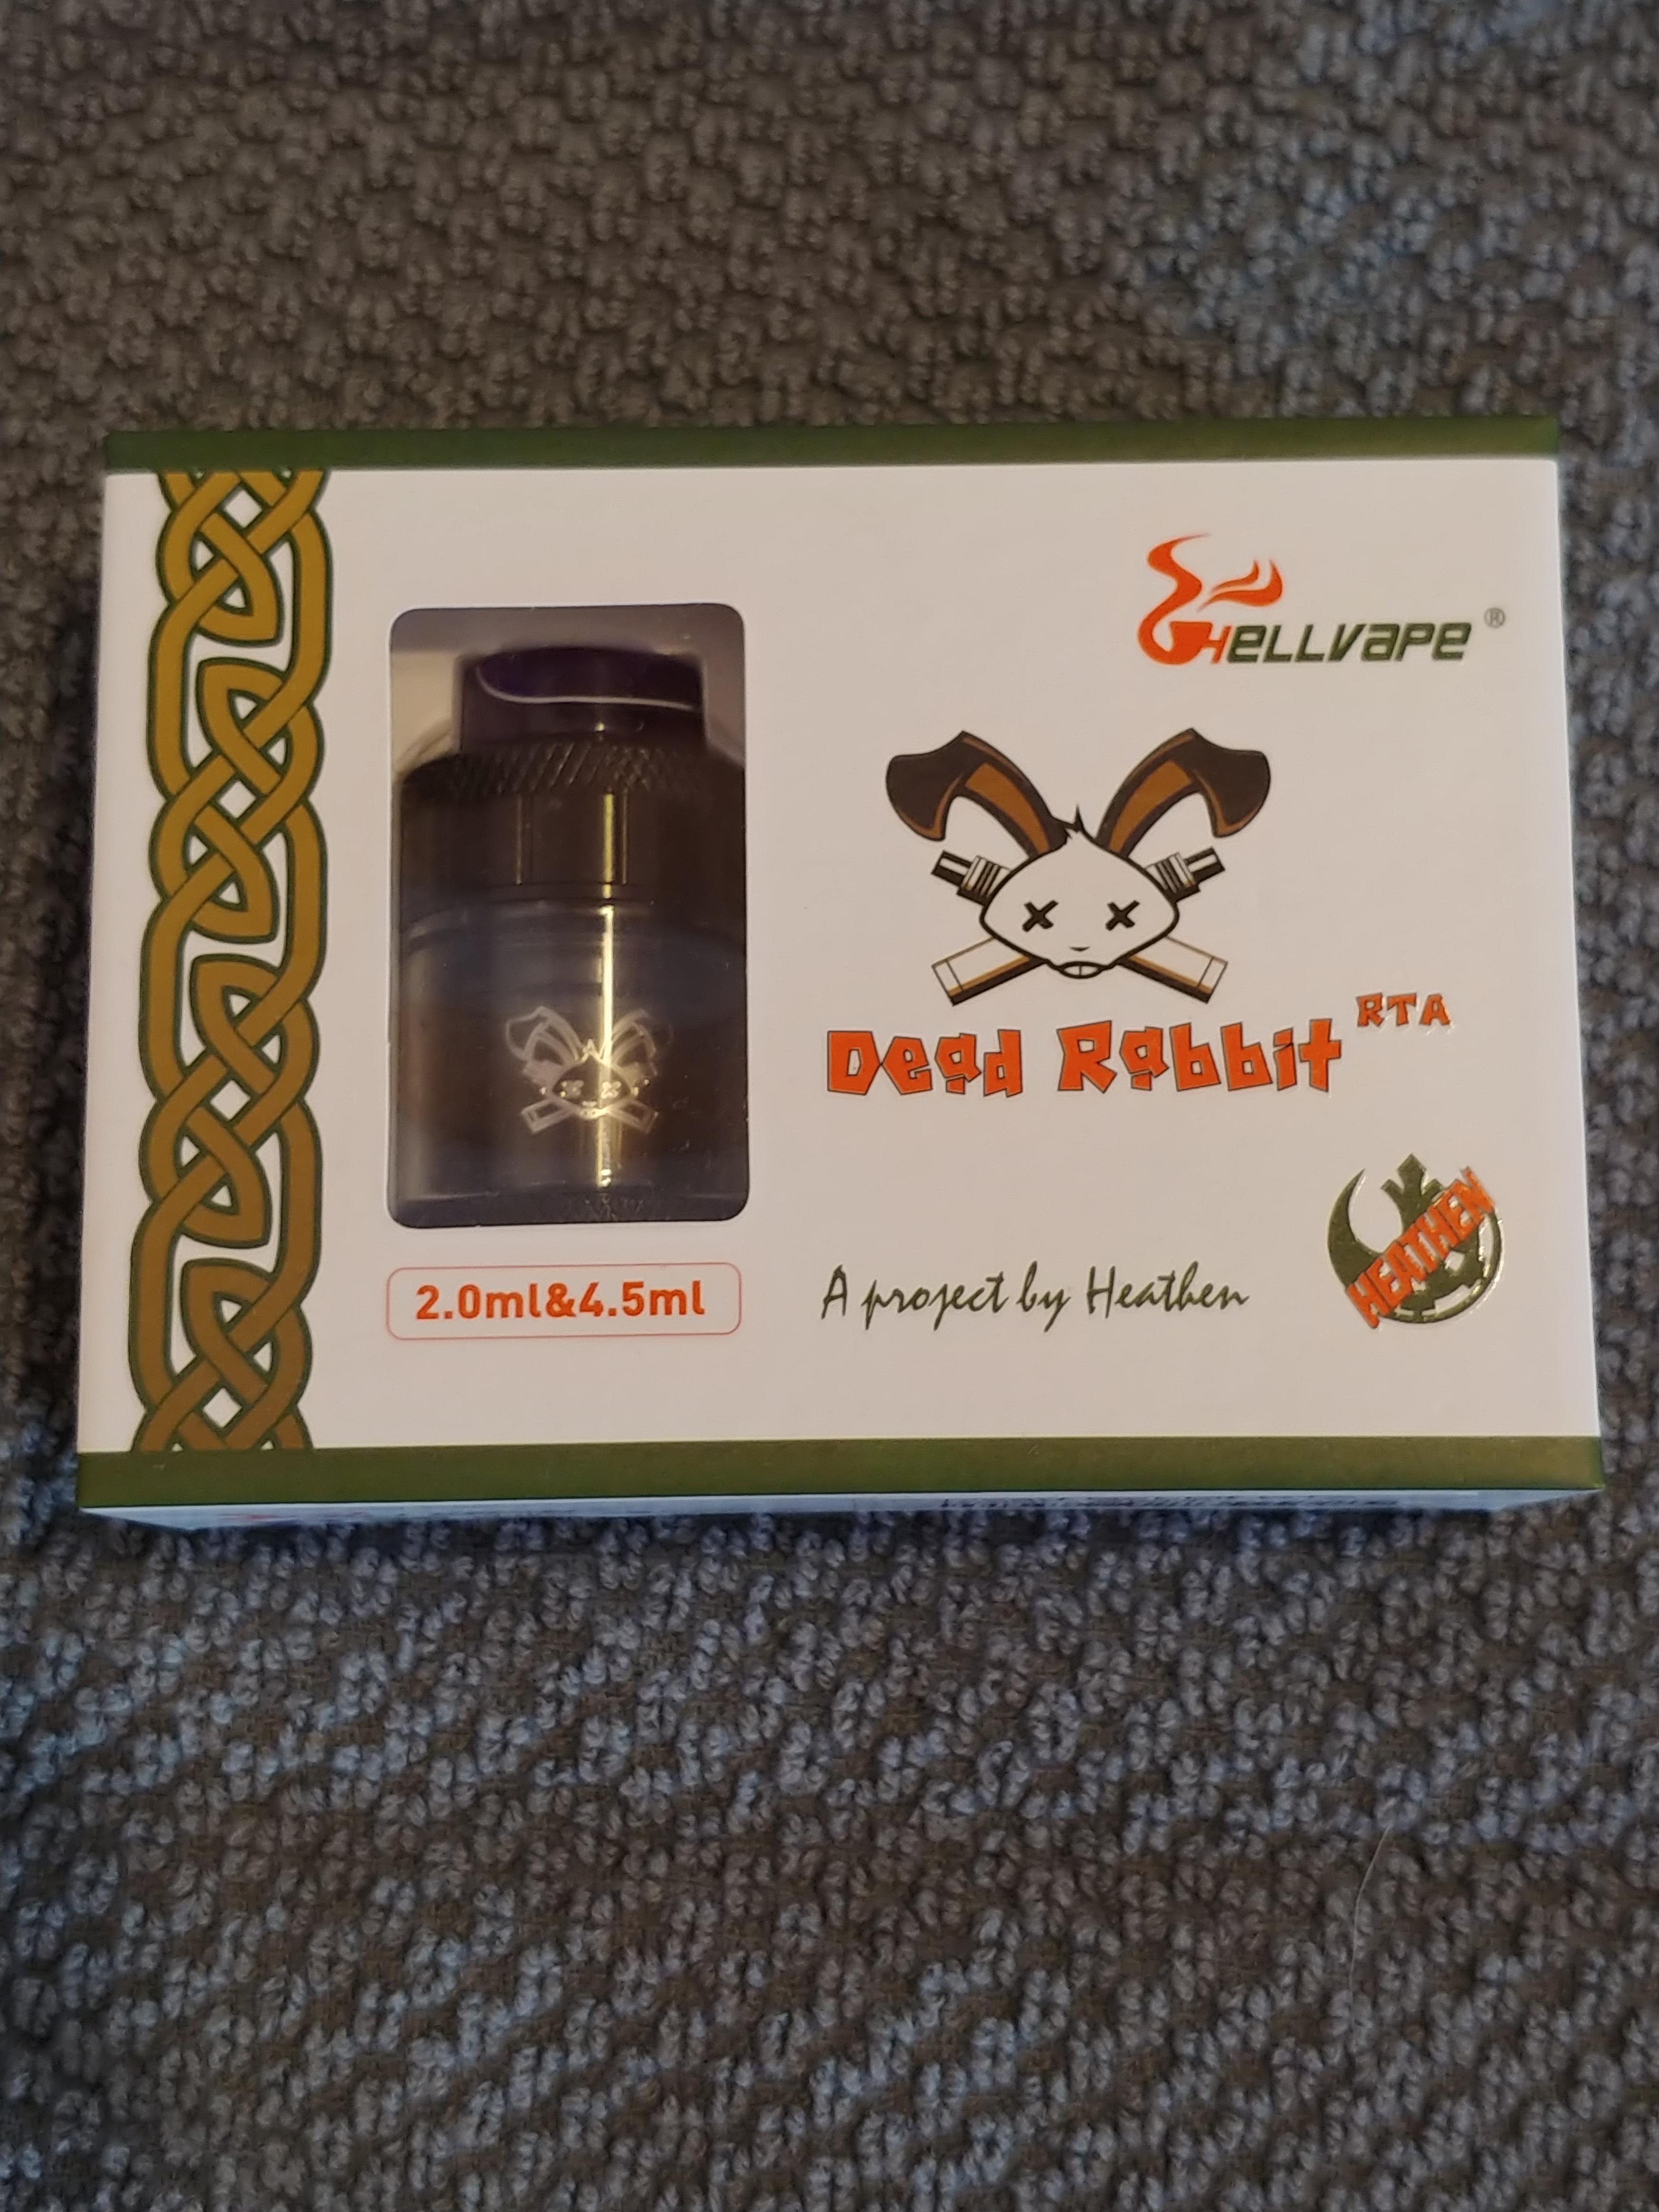 HELLVAPE ®
Dead Rabbit RTA
2.0ml&4.5ml
A project by Heathen
HEATHEN